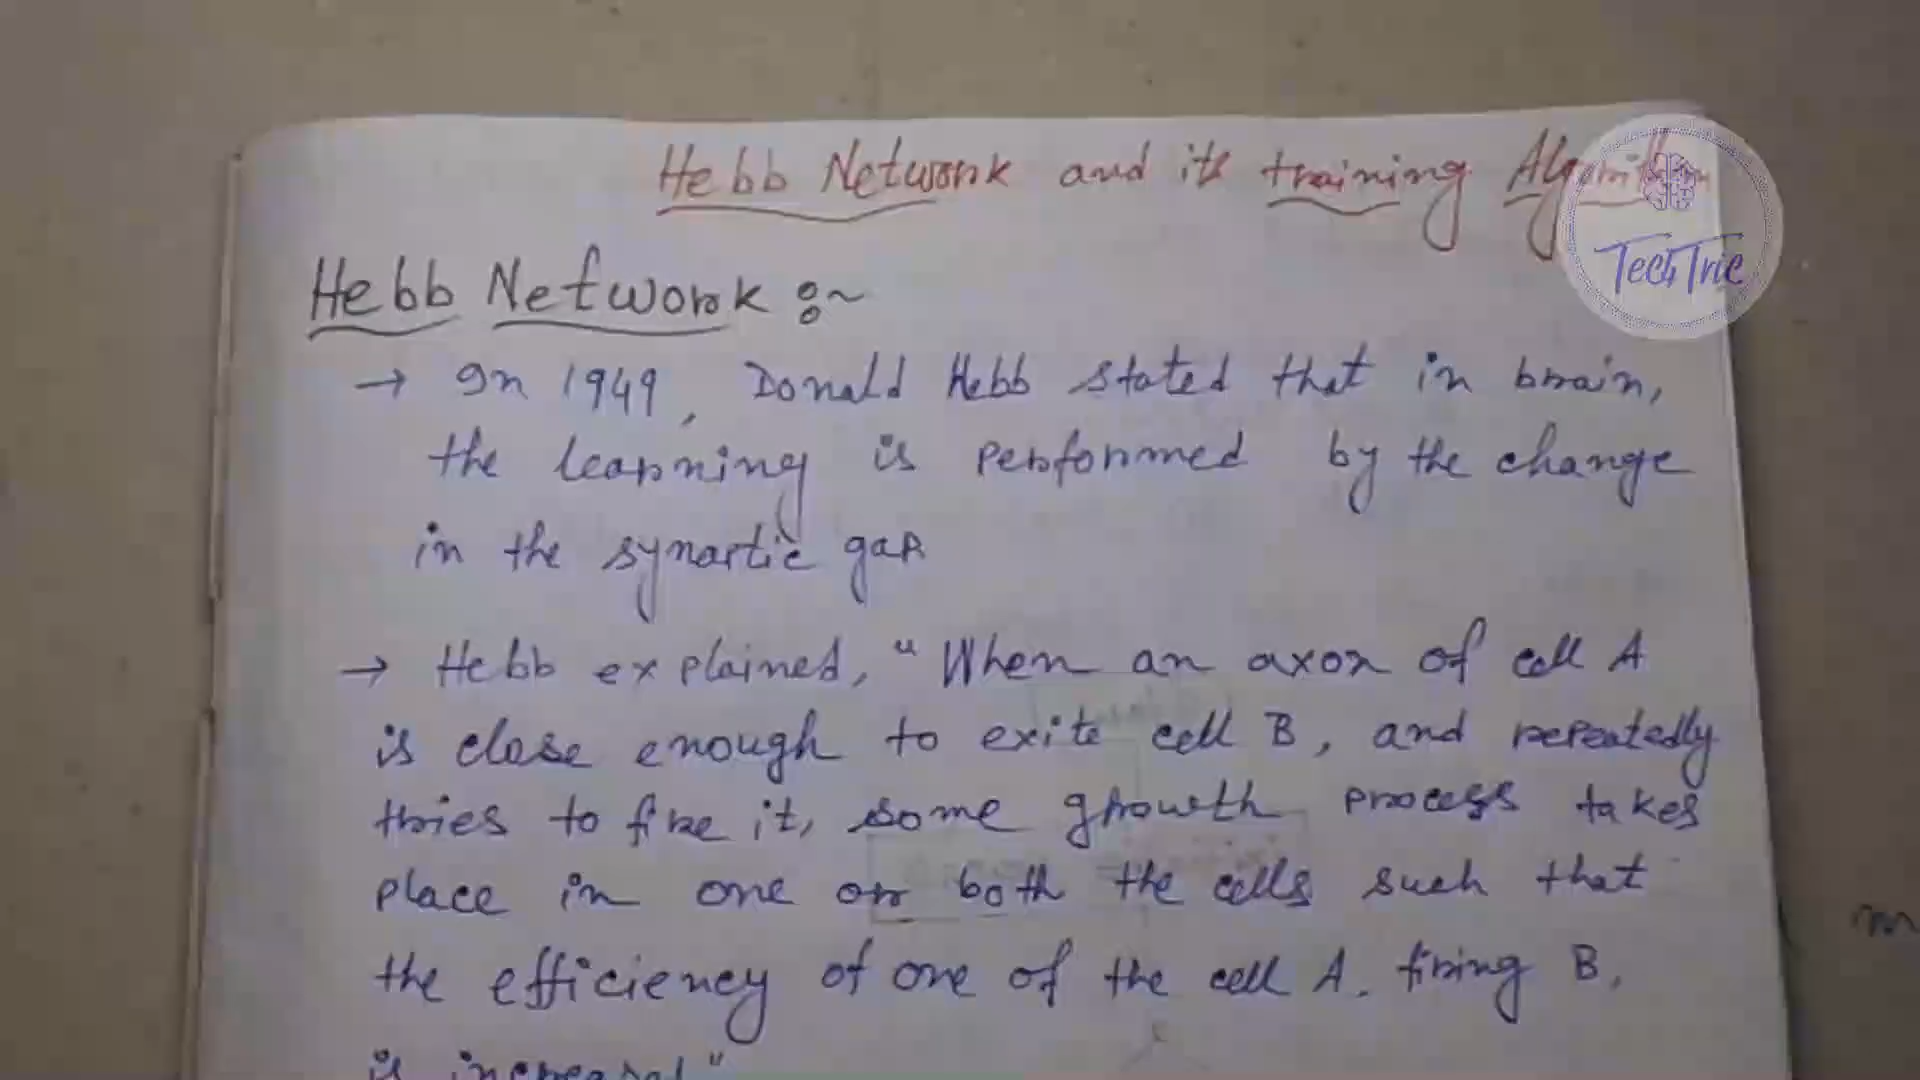 Hebb Network and its training Algorithm
TechTric
Hebb Network :~
→ In 1949, Donald Hebb stated that in brain,
the learning is performed by the change
in the synaptic gap
→ Hebb explained, "When an axon of cell A
is close enough to exite cell B, and repeatedly
tries to fire it, some growth process takes
place in one or both the cells such that
the efficiency of one of the cell A, firing B,
is increased"